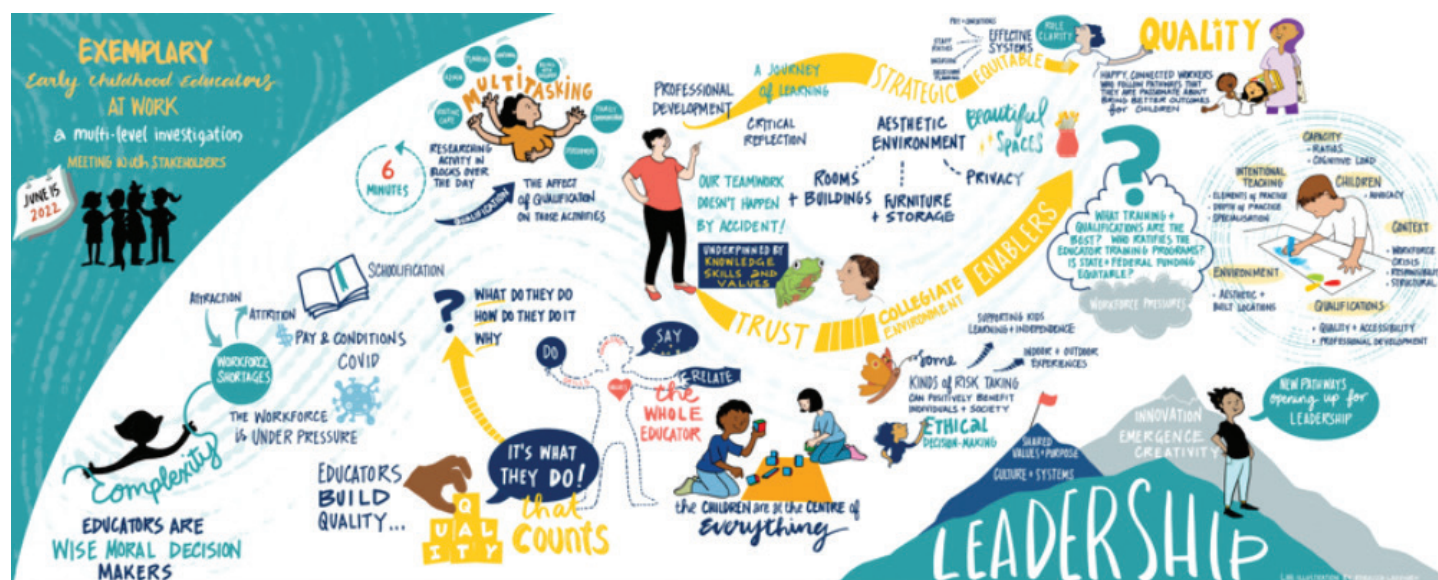 EXEMPLARY
Early Childhood Educators
AT WORK
a multi-level investigation
MEETING with STAKEHOLDERS
JUNE 15
2022
ATTRACTION
ATTRITION
WORKFORCE
SHORTAGES
SCHOOLIFICATION
$ PAY & CONDITIONS
COVID
THE WORKFORCE
is UNDER PRESSURE
Complexity
EDUCATORS ARE
WISE MORAL DECISION
MAKERS
MULTITASKING
6
MINUTES
RESEARCHING
ACTIVITY IN
BLOCKS OVER
THE DAY
QUALIFICATION
THE AFFECT
of QUALIFICATION
ON THOSE ACTIVITIES
?
WHAT DO THEY DO
HOW DO THEY DO IT
WHY
EDUCATORS
BUILD
QUALITY...
QUALITY
IT'S WHAT
THEY DO!
that
COUNTS
DO
SAY
RELATE
the
WHOLE
EDUCATOR
PROFESSIONAL
DEVELOPMENT
A JOURNEY
of LEARNING
CRITICAL
REFLECTION
OUR TEAMWORK
DOESN'T HAPPEN
BY ACCIDENT!
UNDERPINNED BY
KNOWLEDGE
SKILLS AND
VALUES
STRATEGIC
EQUITABLE
EFFECTIVE
SYSTEMS
ROLE
CLARITY
QUALITY
HAPPY, CONNECTED WORKERS
WHO FOLLOW PATHWAYS THAT
THEY ARE PASSIONATE ABOUT
BRING BETTER OUTCOMES
for CHILDREN
AESTHETIC
ENVIRONMENT
Beautiful
SPACES
ROOMS
+ BUILDINGS
FURNITURE
+ STORAGE
PRIVACY
TRUST
COLLEGIATE
ENVIRONMENT
ENABLERS
?
WHAT TRAINING +
QUALIFICATIONS ARE THE
BEST? WHO RATIFIES THE
EDUCATOR TRAINING PROGRAMS?
IS STATE + FEDERAL FUNDING
EQUITABLE?
WORKFORCE PRESSURES
CAPACITY
• RATIOS
• COGNITIVE LOAD
INTENTIONAL
TEACHING
ELEMENTS OF PRACTICE
DEPTH OF PRACTICE
SPECIALISATION
CHILDREN
• ADVOCACY
CONTEXT
• WORKFORCE
CRISIS
• STRUCTURAL
ENVIRONMENT
• AESTHETIC +
BUILT LOCATIONS
QUALIFICATIONS
• QUALITY + ACCESSIBILITY
• PROFESSIONAL DEVELOPMENT
SUPPORTING KIDS
LEARNING + INDEPENDENCE
INDOOR + OUTDOOR
EXPERIENCES
Some
KINDS of RISK TAKING
CAN POSITIVELY BENEFIT
INDIVIDUALS + SOCIETY
ETHICAL
DECISION-MAKING
the CHILDREN are at the CENTRE of
Everything
SHARED
VALUES + PURPOSE
CULTURE + SYSTEMS
INNOVATION
EMERGENCE
CREATIVITY
NEW PATHWAYS
opening up for
LEADERSHIP
LEADERSHIP